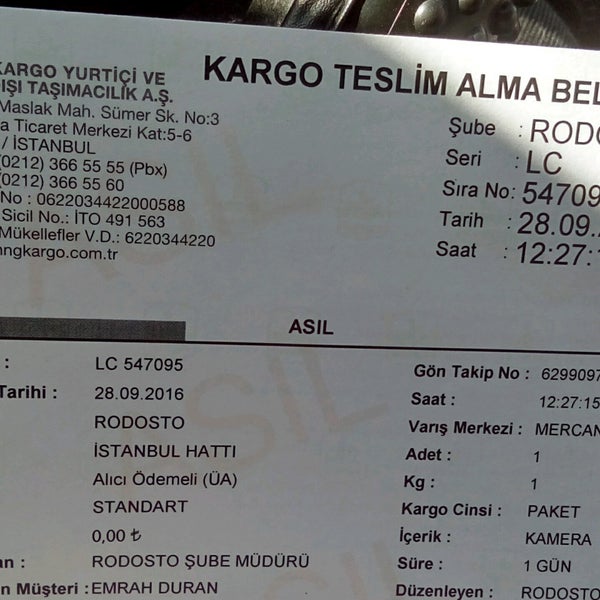 KARGO YURTİÇİ VE
DIŞI TAŞIMACILIK A.Ş.
Maslak Mah. Sümer Sk. No:3
a Ticaret Merkezi Kat:5-6
/ İSTANBUL
(0212) 366 55 55 (Pbx)
(0212) 366 55 60
No : 0622034422000588
Sicil No.: İTO 491 563
Mükellefler V.D.: 6220344220
ngkargo.com.tr
KARGO TESLİM ALMA BEL
Şube : RODO
Seri : LC
Sıra No: 54709
Tarih : 28.09.
Saat : 12:27:1
ASIL
: LC 547095
Tarihi : 28.09.2016
RODOSTO
İSTANBUL HATTI
Alıcı Ödemeli (ÜA)
STANDART
0,00 ₺
an : RODOSTO ŞUBE MÜDÜRÜ
n Müşteri : EMRAH DURAN
Gön Takip No : 6299097
Saat : 12:27:15
Varış Merkezi : MERCAN
Adet : 1
Kg : 1
Kargo Cinsi : PAKET
İçerik : KAMERA
Süre : 1 GÜN
Düzenleyen : RODOSTO